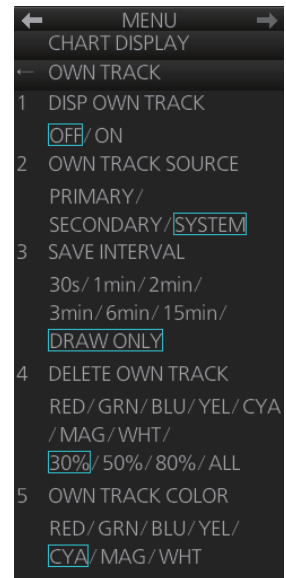 ← MENU →
CHART DISPLAY
← OWN TRACK
1 DISP OWN TRACK
OFF/ON
2 OWN TRACK SOURCE
PRIMARY/
SECONDARY/SYSTEM
3 SAVE INTERVAL
30s/1min/2min/
3min/6min/15min/
DRAW ONLY
4 DELETE OWN TRACK
RED/GRN/BLU/YEL/CYA
/MAG/WHT/
30%/50%/80%/ALL
5 OWN TRACK COLOR
RED/GRN/BLU/YEL/
CYA/MAG/WHT